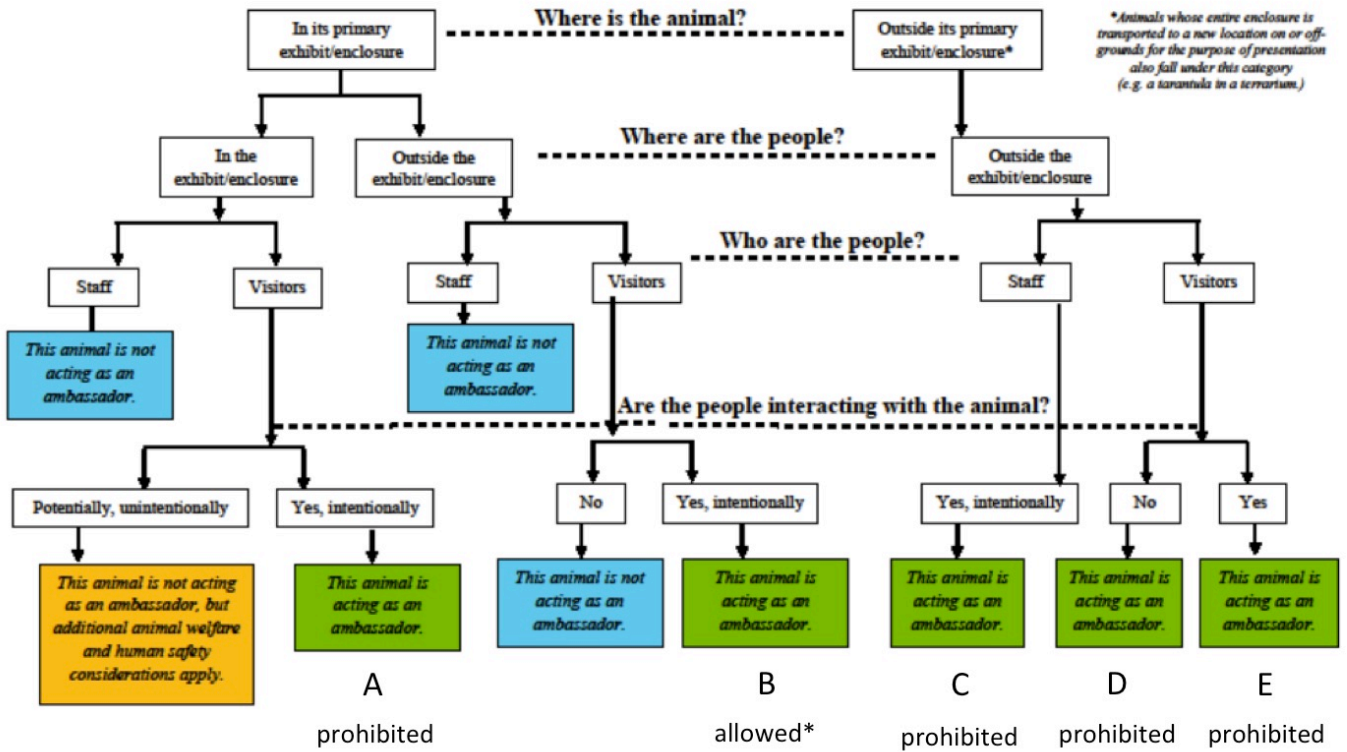 Where is the animal?
In its primary
exhibit/enclosure
Outside its primary
exhibit/enclosure*
*Animals whose entire enclosure is
transported to a new location on or off-
grounds for the purpose of presentation
also fall under this category
(e.g. a tarantula in a terrarium.)
Where are the people?
In the
exhibit/enclosure
Outside the
exhibit/enclosure
Outside the
exhibit/enclosure
Who are the people?
Staff
Visitors
Staff
Visitors
Staff
Visitors
This animal is not
acting as an
ambassador.
This animal is not
acting as an
ambassador.
Are the people interacting with the animal?
Potentially, unintentionally
Yes, intentionally
No
Yes, intentionally
Yes, intentionally
No
Yes
This animal is not acting
as an ambassador, but
additional animal welfare
and human safety
considerations apply.
This animal is
acting as an
ambassador.
This animal is not
acting as an
ambassador.
This animal is
acting as an
ambassador.
This animal is
acting as an
ambassador.
This animal is
acting as an
ambassador.
This animal is
acting as an
ambassador.
A
B
C
D
E
prohibited
allowed*
prohibited
prohibited
prohibited